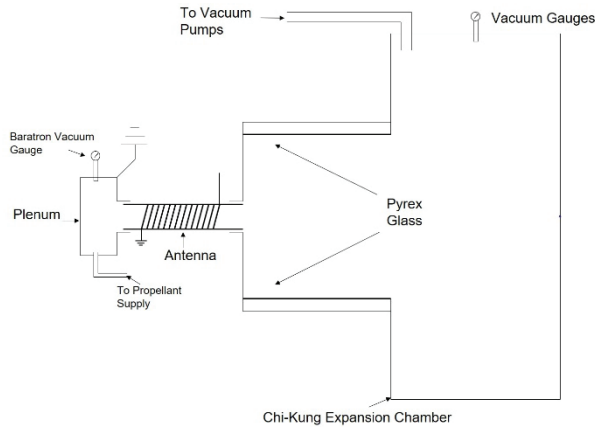 To Vacuum
Pumps
Vacuum Gauges
Baratron Vacuum
Gauge
Plenum
Pyrex
Glass
Antenna
To Propellant
Supply
Chi-Kung Expansion Chamber